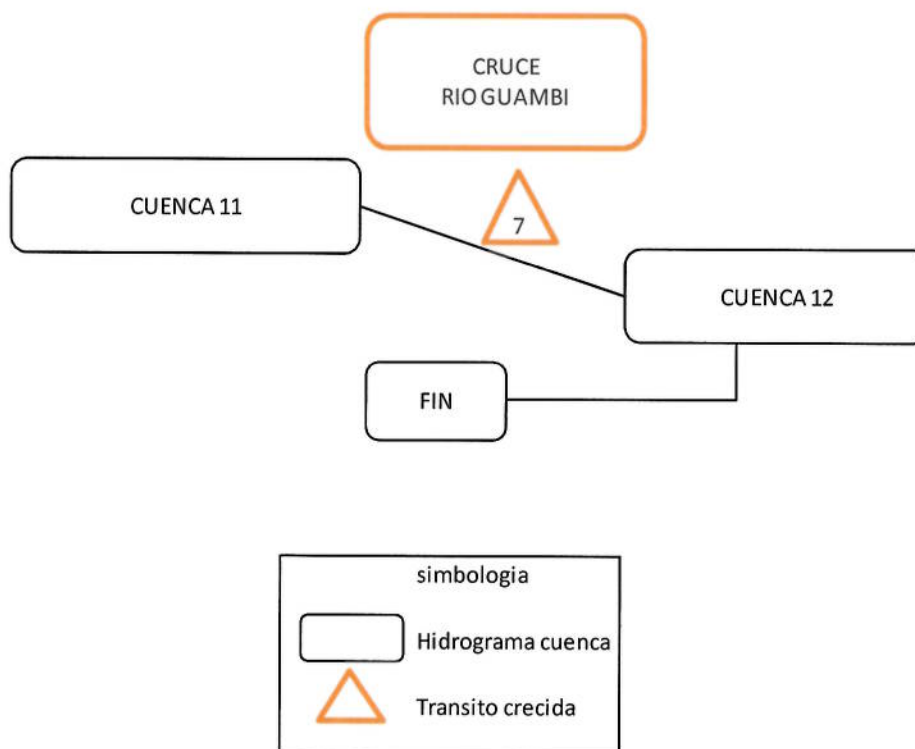 CRUCE
RIO GUAMBI
CUENCA 11
7
CUENCA 12
FIN
simbologia
Hidrograma cuenca
Transito crecida